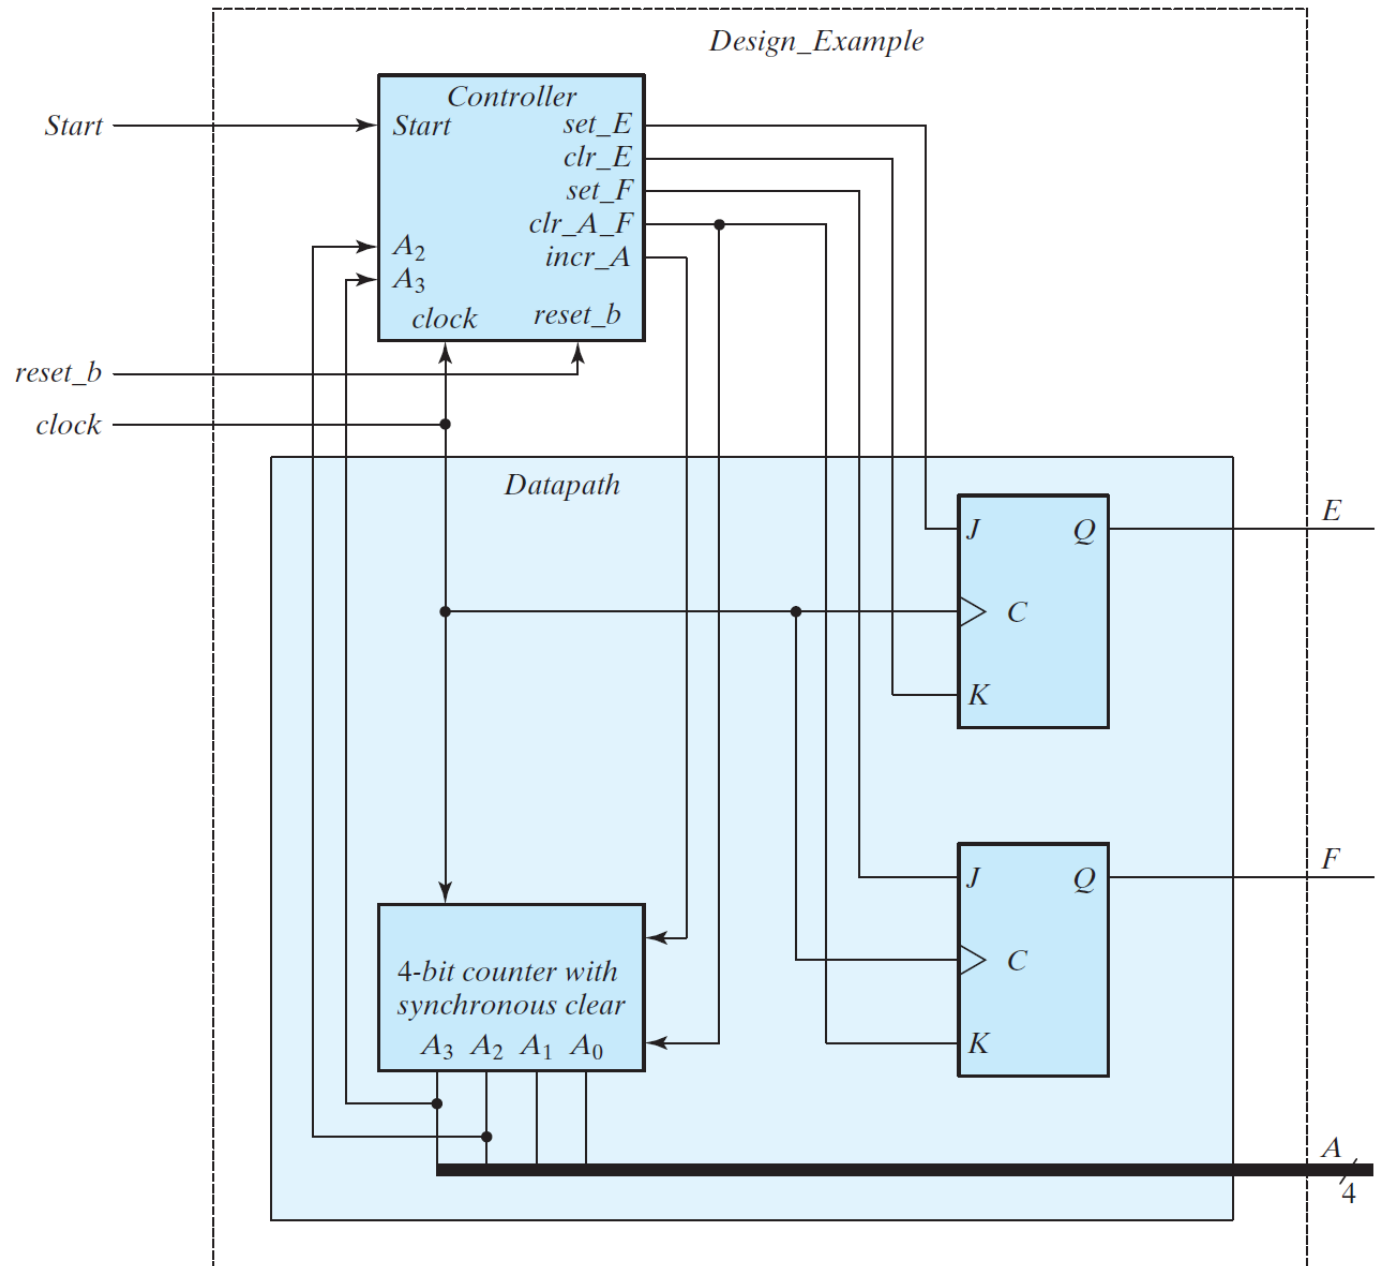 Design_Example
Controller
Start
Start
set_E
clr_E
set_F
clr_A_F
incr_A
A2
A3
clock
reset_b
reset_b
clock
Datapath
J
Q
E
C
K
J
Q
F
C
K
4-bit counter with
synchronous clear
A3 A2 A1 A0
A
4